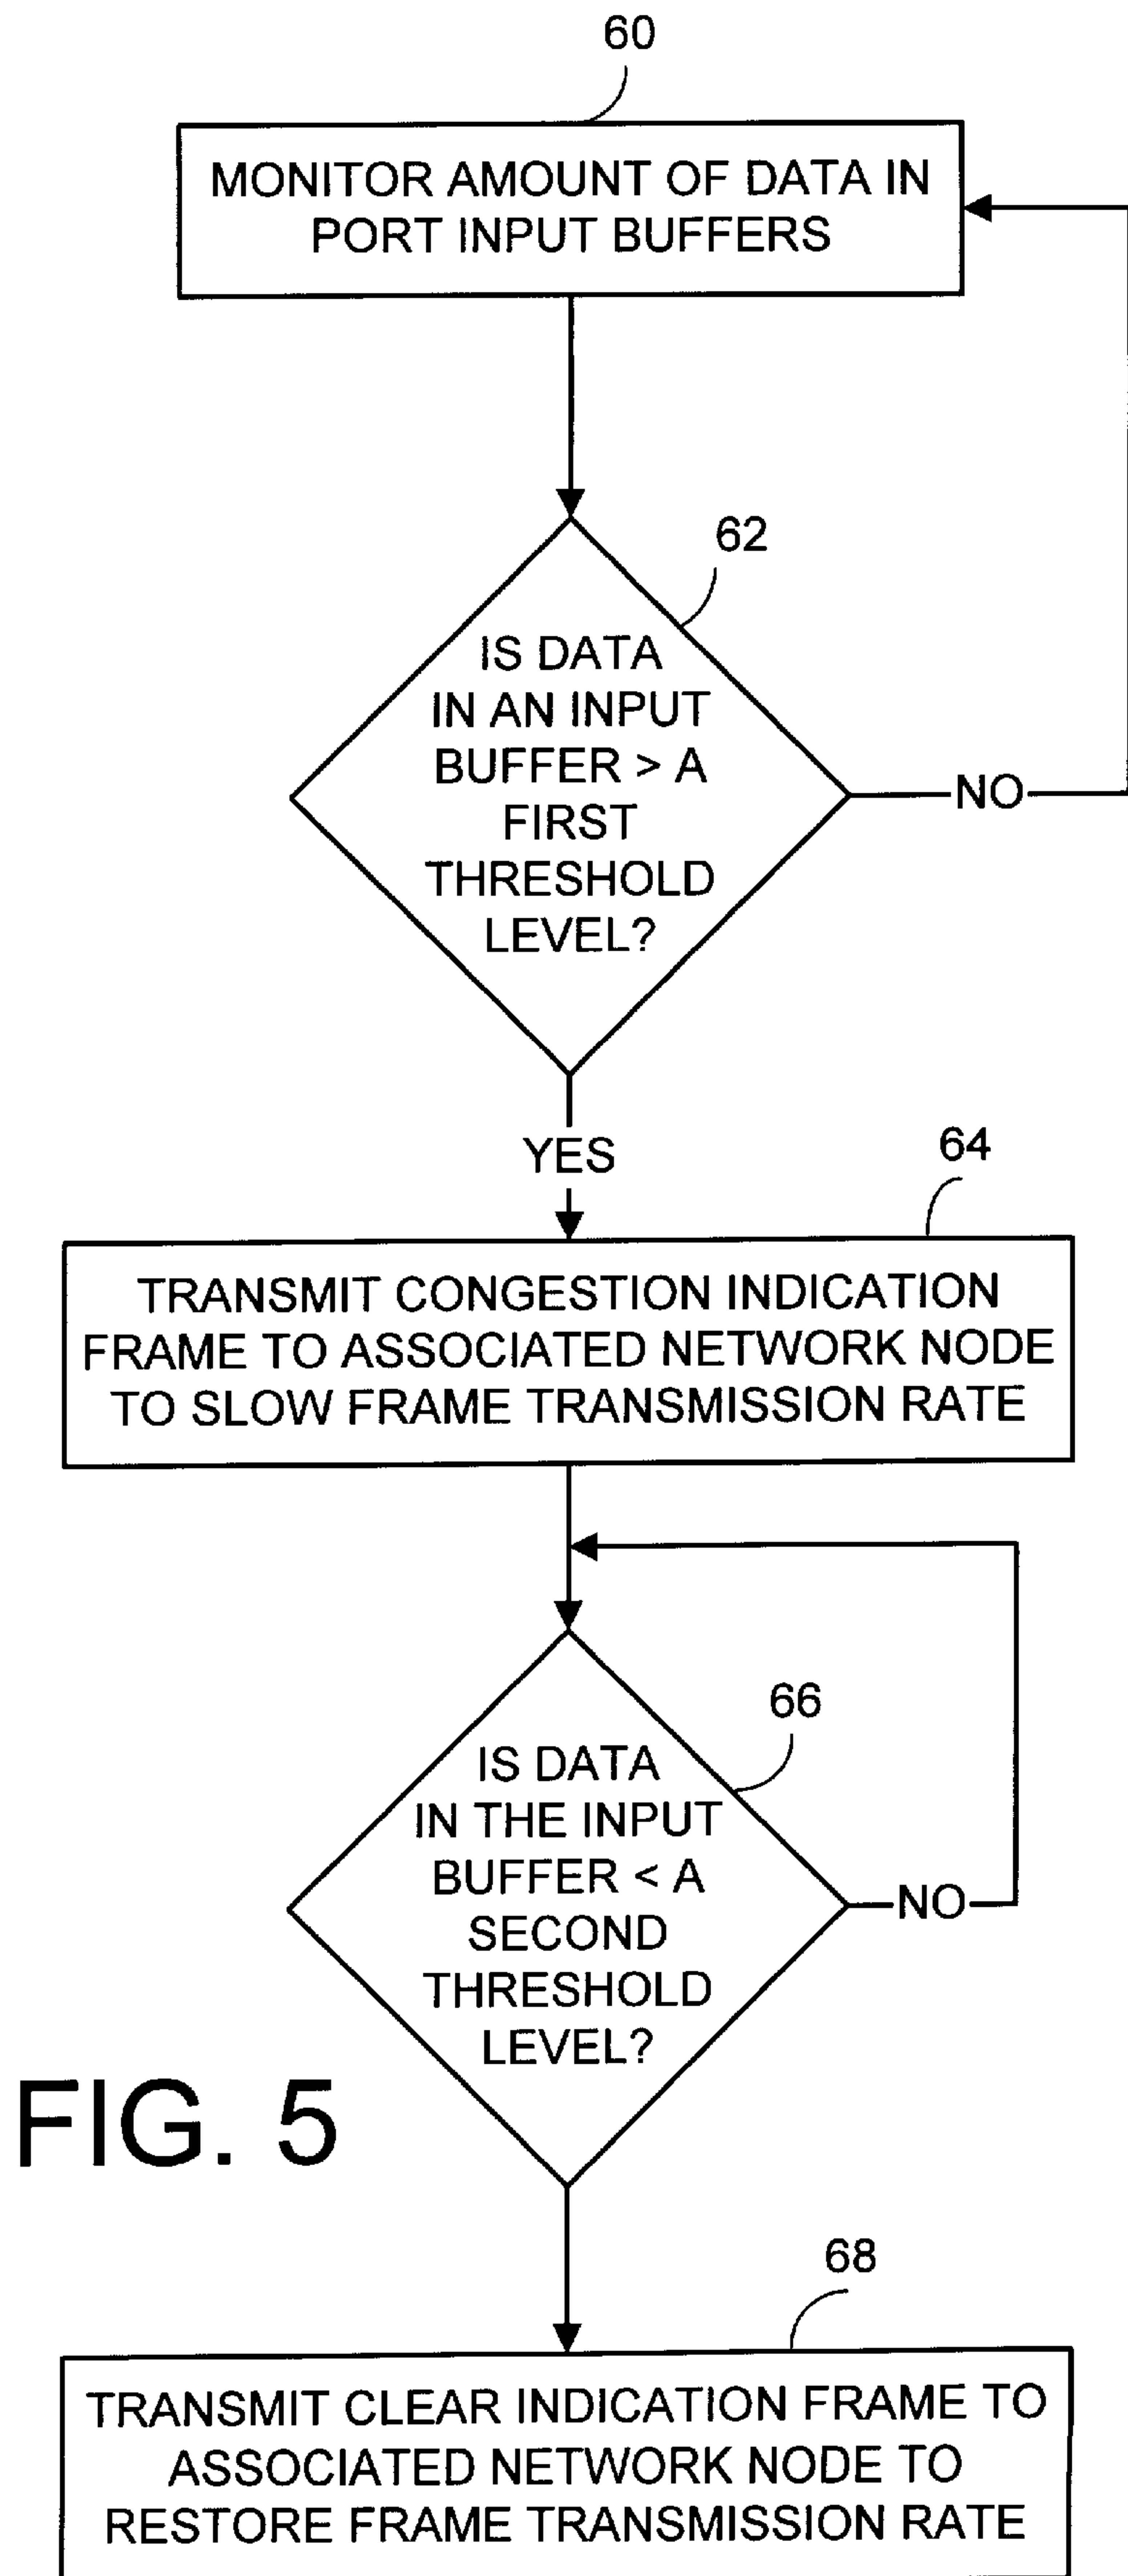 60
MONITOR AMOUNT OF DATA IN
PORT INPUT BUFFERS
62
IS DATA
IN AN INPUT
BUFFER > A
FIRST
THRESHOLD
LEVEL?
NO
YES
64
TRANSMIT CONGESTION INDICATION
FRAME TO ASSOCIATED NETWORK NODE
TO SLOW FRAME TRANSMISSION RATE
66
IS DATA
IN THE INPUT
BUFFER < A
SECOND
THRESHOLD
LEVEL?
NO
FIG. 5
68
TRANSMIT CLEAR INDICATION FRAME TO
ASSOCIATED NETWORK NODE TO
RESTORE FRAME TRANSMISSION RATE